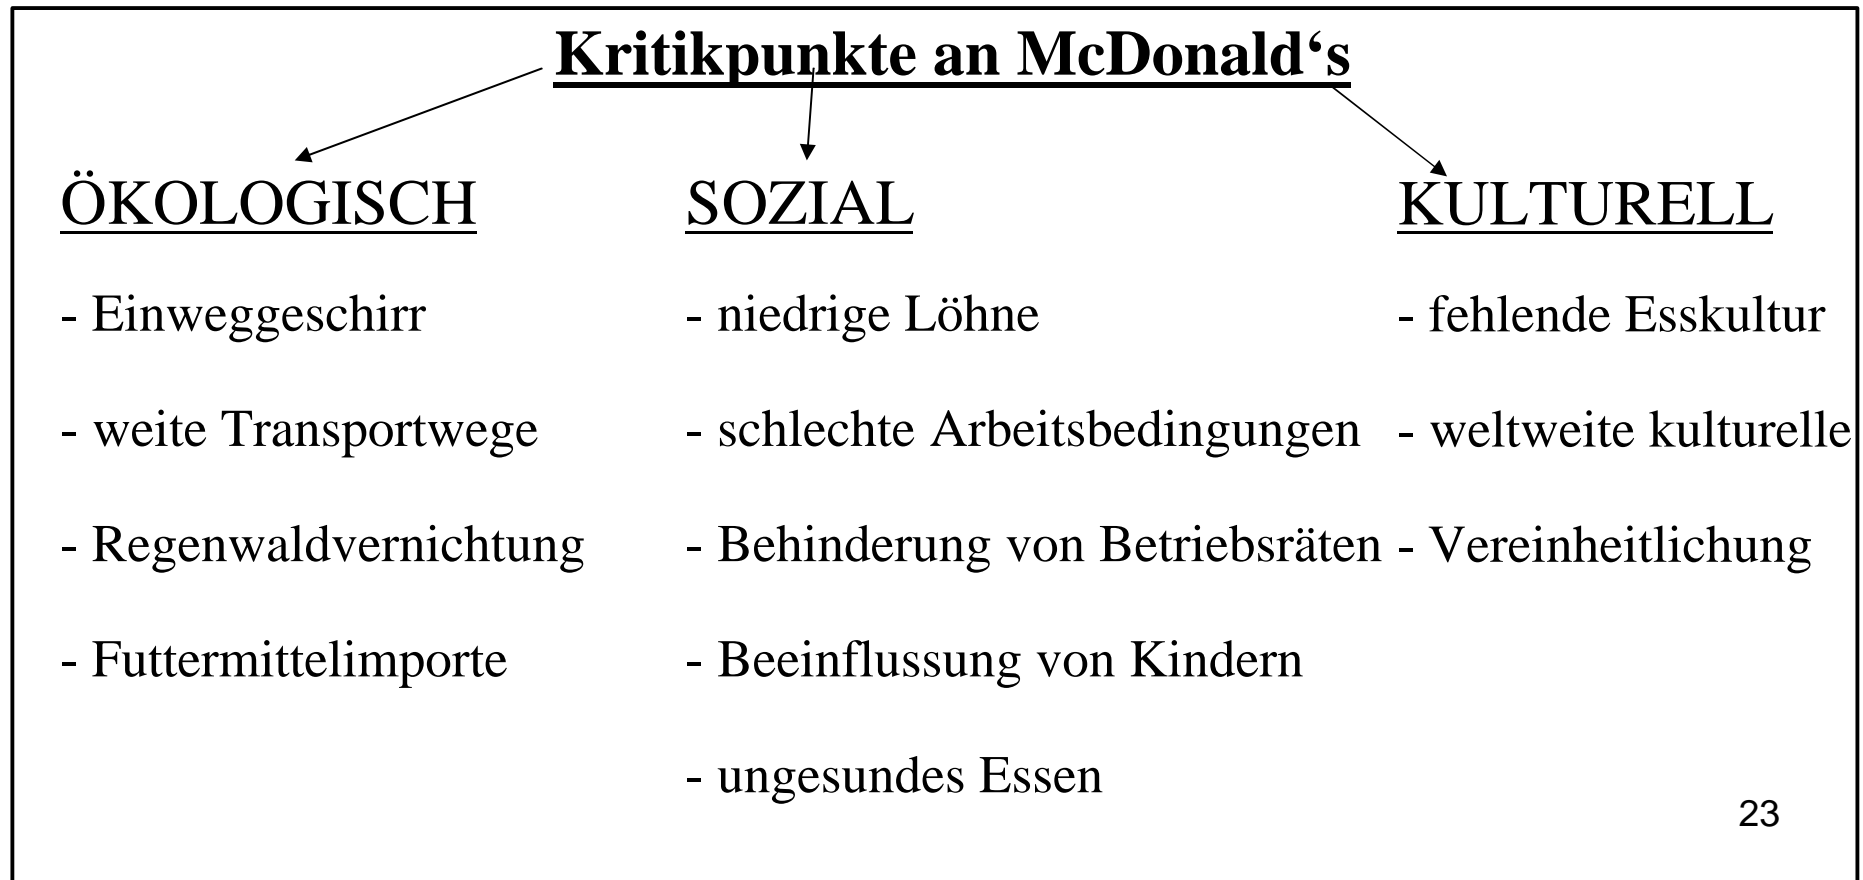 Kritikpunkte an McDonald‘s
ÖKOLOGISCH
- Einweggeschirr
- weite Transportwege
- Regenwaldvernichtung
- Futtermittelimporte
SOZIAL
- niedrige Löhne
- schlechte Arbeitsbedingungen
- Behinderung von Betriebsräten
- Beeinflussung von Kindern
- ungesundes Essen
KULTURELL
- fehlende Esskultur
- weltweite kulturelle
- Vereinheitlichung
23